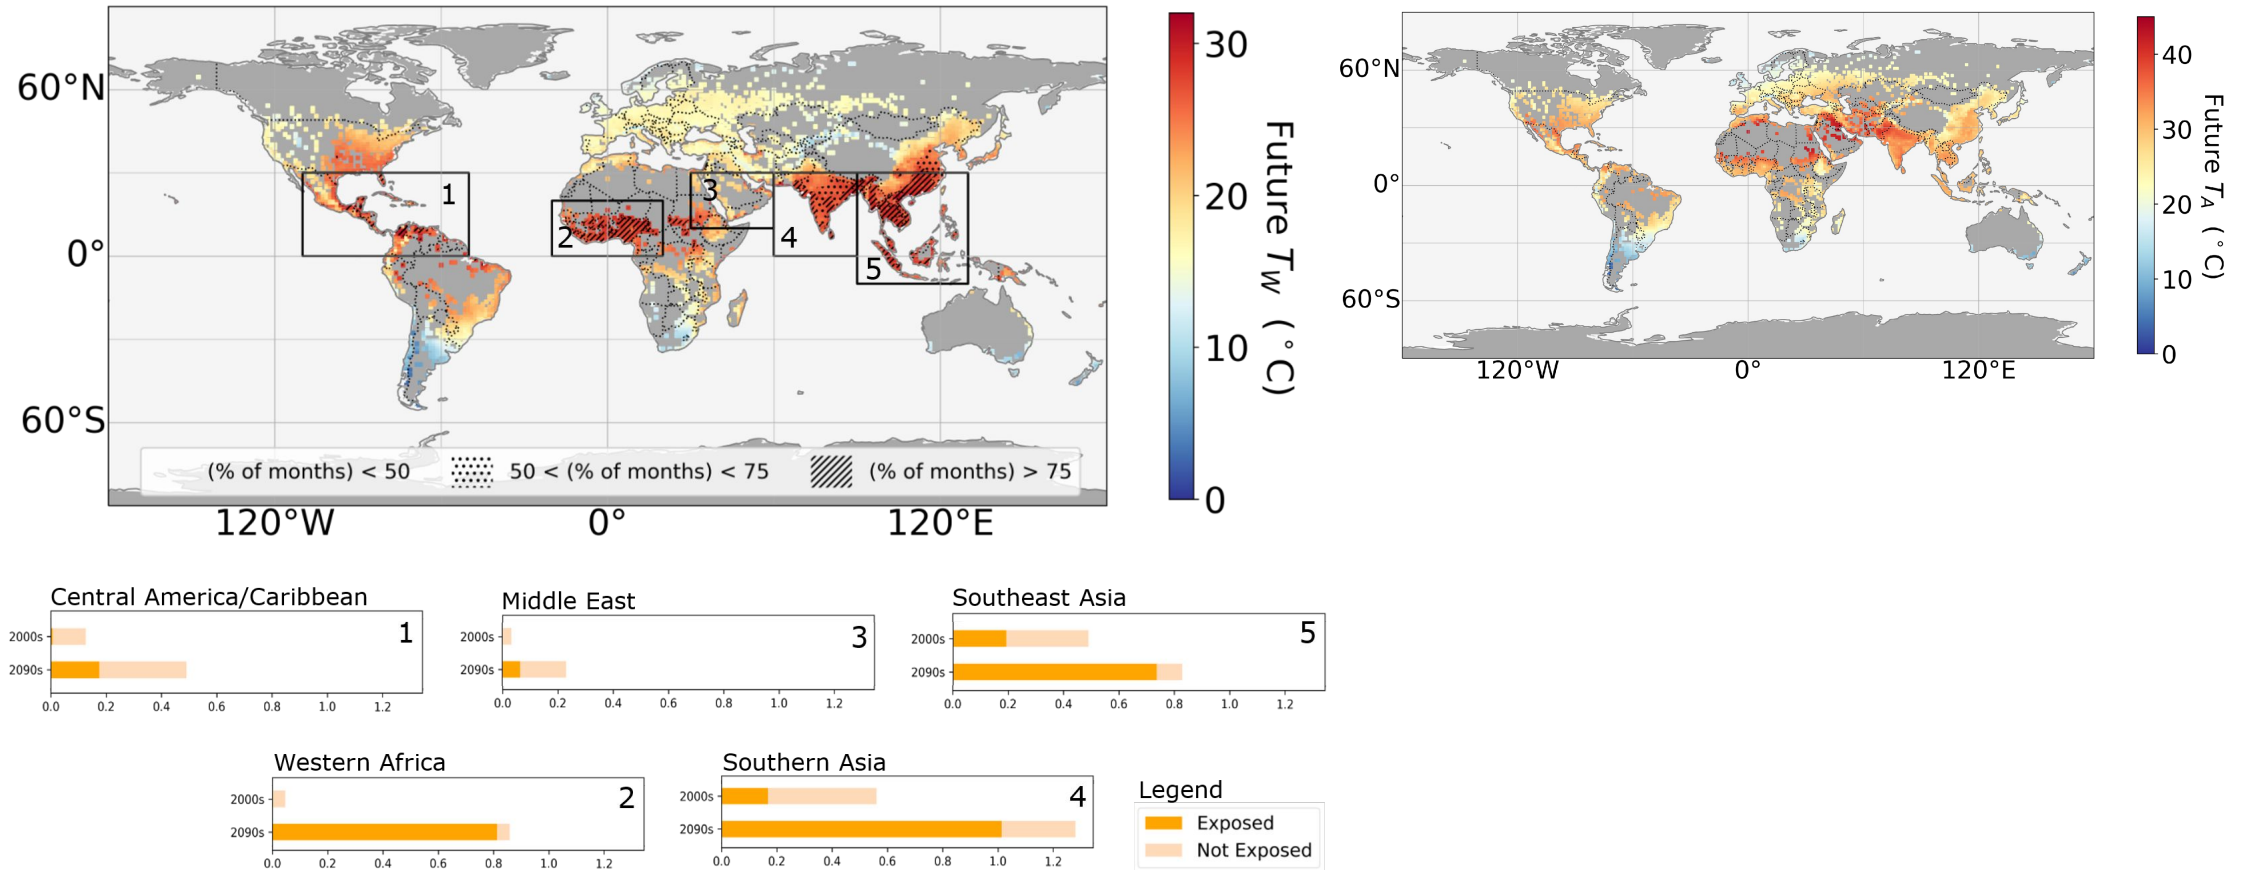 60°N
0°
60°S
120°W 0° 120°E
1
2
3
4
5
(% of months) < 50 50 < (% of months) < 75 (% of months) > 75
30
20
10
0
Future T_W (°C)
60°N
0°
60°S
120°W 0° 120°E
40
30
20
10
0
Future T_A (°C)
Central America/Caribbean
1
2000s
2090s
0.0 0.2 0.4 0.6 0.8 1.0 1.2
Middle East
3
2000s
2090s
0.0 0.2 0.4 0.6 0.8 1.0 1.2
Southeast Asia
5
2000s
2090s
0.0 0.2 0.4 0.6 0.8 1.0 1.2
Western Africa
2
2000s
2090s
0.0 0.2 0.4 0.6 0.8 1.0 1.2
Southern Asia
4
2000s
2090s
0.0 0.2 0.4 0.6 0.8 1.0 1.2
Legend
Exposed
Not Exposed